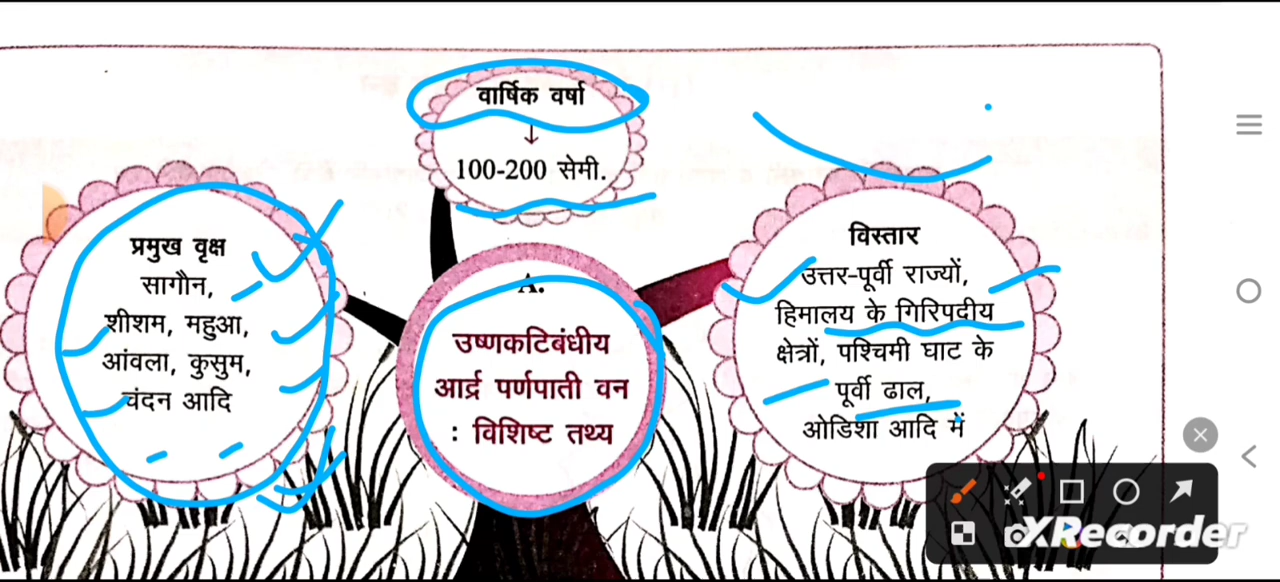 वार्षिक वर्षा
↓
100-200 सेमी.
प्रमुख वृक्ष
सागौन,
शीशम, महुआ,
आंवला, कुसुम,
चंदन आदि
A.
उष्णकटिबंधीय
आर्द्र पर्णपाती वन
: विशिष्ट तथ्य
विस्तार
उत्तर-पूर्वी राज्यों,
हिमालय के गिरिपदीय
क्षेत्रों, पश्चिमी घाट के
पूर्वी ढाल,
ओडिशा आदि में
XRecorder